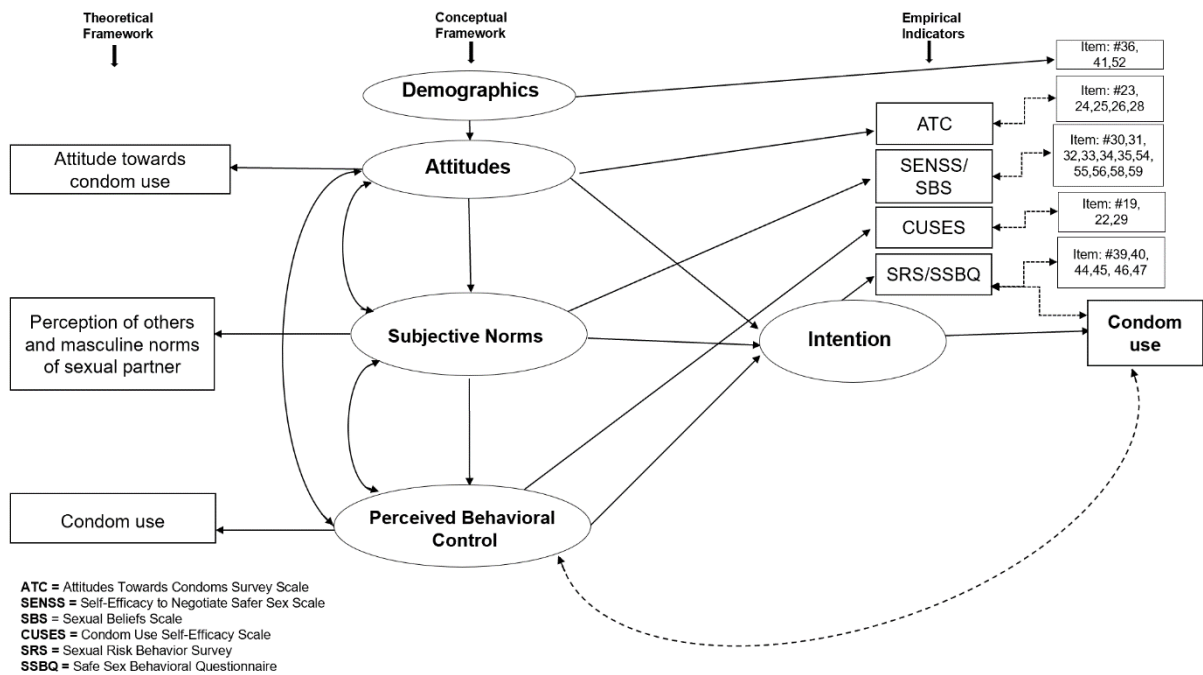 Theoretical
Framework
Conceptual
Framework
Empirical
Indicators
Demographics
Item: #36,
41,52
Attitude towards
condom use
Attitudes
ATC
Item: #23,
24,25,26,28
SENSS/
SBS
Item: #30,31,
32,33,34,35,54,
55,56,58,59
CUSES
Item: #19,
22,29
SRS/SSBQ
Item: #39,40,
44,45, 46,47
Perception of others
and masculine norms
of sexual partner
Subjective Norms
Intention
Condom
use
Condom use
Perceived Behavioral
Control
ATC = Attitudes Towards Condoms Survey Scale
SENSS = Self-Efficacy to Negotiate Safer Sex Scale
SBS = Sexual Beliefs Scale
CUSES = Condom Use Self-Efficacy Scale
SRS = Sexual Risk Behavior Survey
SSBQ = Safe Sex Behavioral Questionnaire